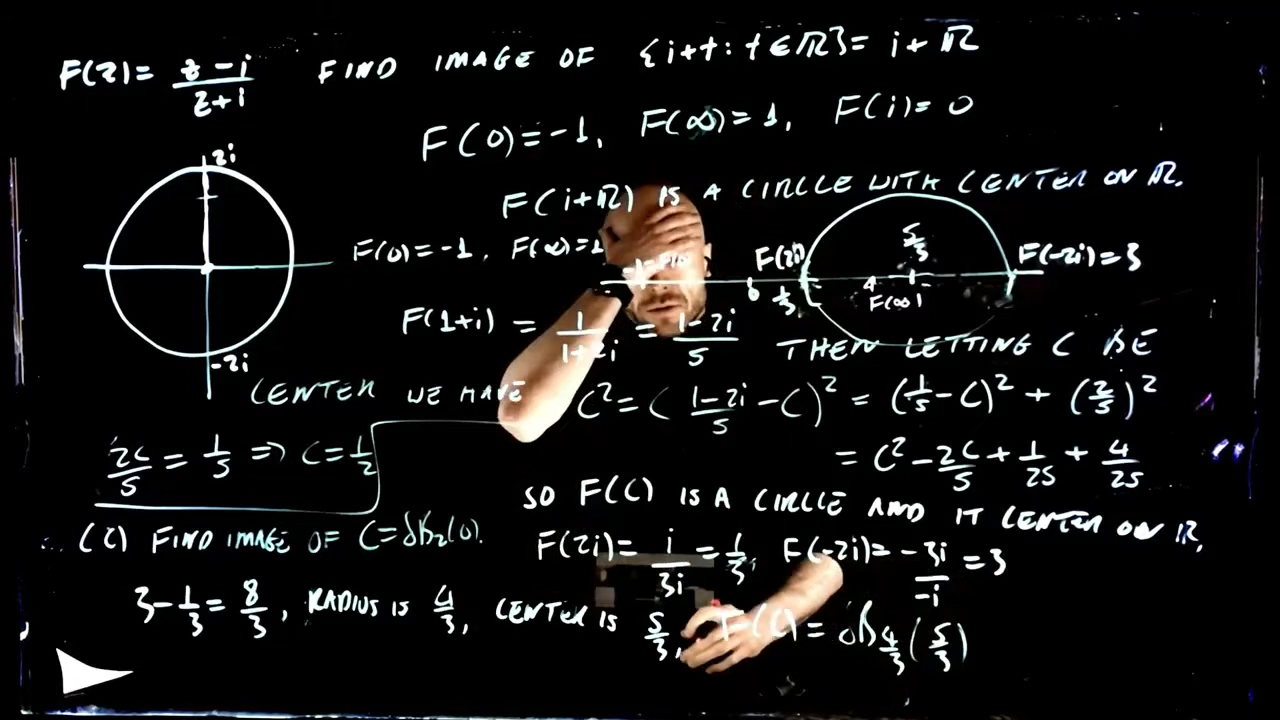 F(z) = z-i / z+i FIND IMAGE OF {i+t : t∈ℝ} = i+ℝ
F(0) = -1, F(∞) = 1, F(i) = 0
2i
F(i+ℝ) IS A CIRCLE WITH CENTER ON ℝ.
F(0) = -1, F(∞) = 1
F(2i) 5/3 F(-2i) = 3
0 1/3 F(∞)
F(1+i) = 1/1+2i = 1-2i/5 THEN LETTING C BE
-2i
CENTER WE HAVE C² = (1-2i/5 - C)² = (1/5 - C)² + (2/5)²
2C/5 = 1/5 ⇒ C = 1/2 = C² - 2C/5 + 1/25 + 4/25
SO F(C) IS A CIRCLE AND IT CENTER ON ℝ,
(2) FIND IMAGE OF C = ∂B₂(0).
F(2i) = i/3i = 1/3, F(-2i) = -3i/-i = 3
3 - 1/3 = 8/3, RADIUS IS 4/3, CENTER IS 5/3, F(C) = ∂B_4/3 (5/3)